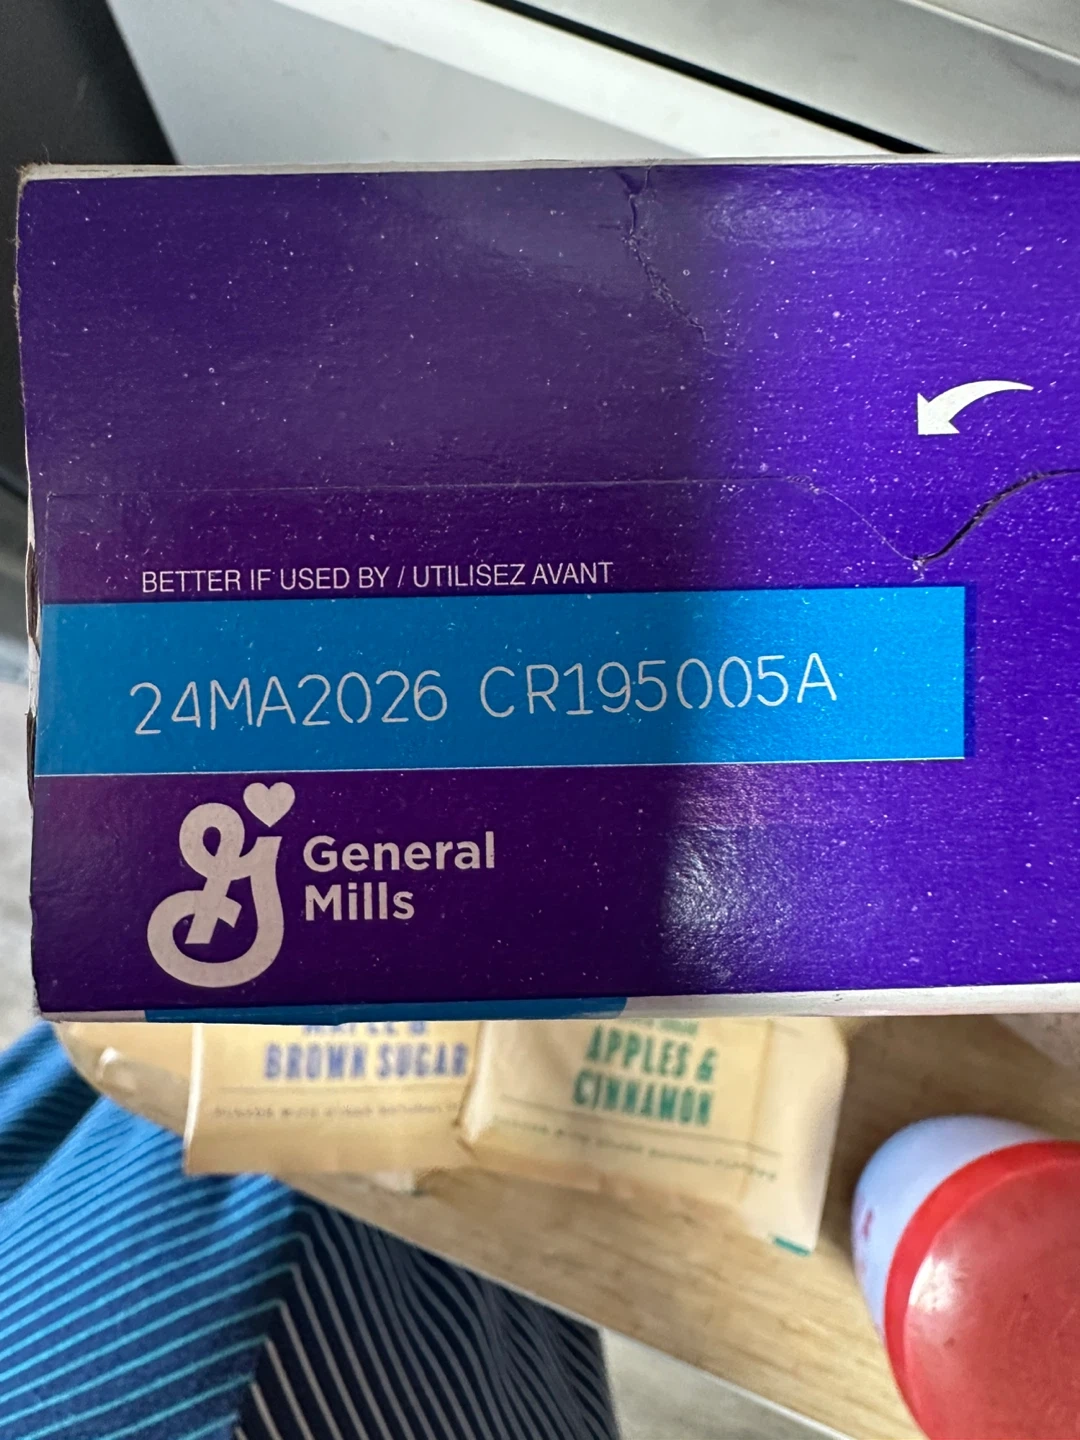 BETTER IF USED BY / UTILISEZ AVANT
24MA2026 CR195005A
General
Mills
BROWN SUGAR
APPLES &
CINNAMON